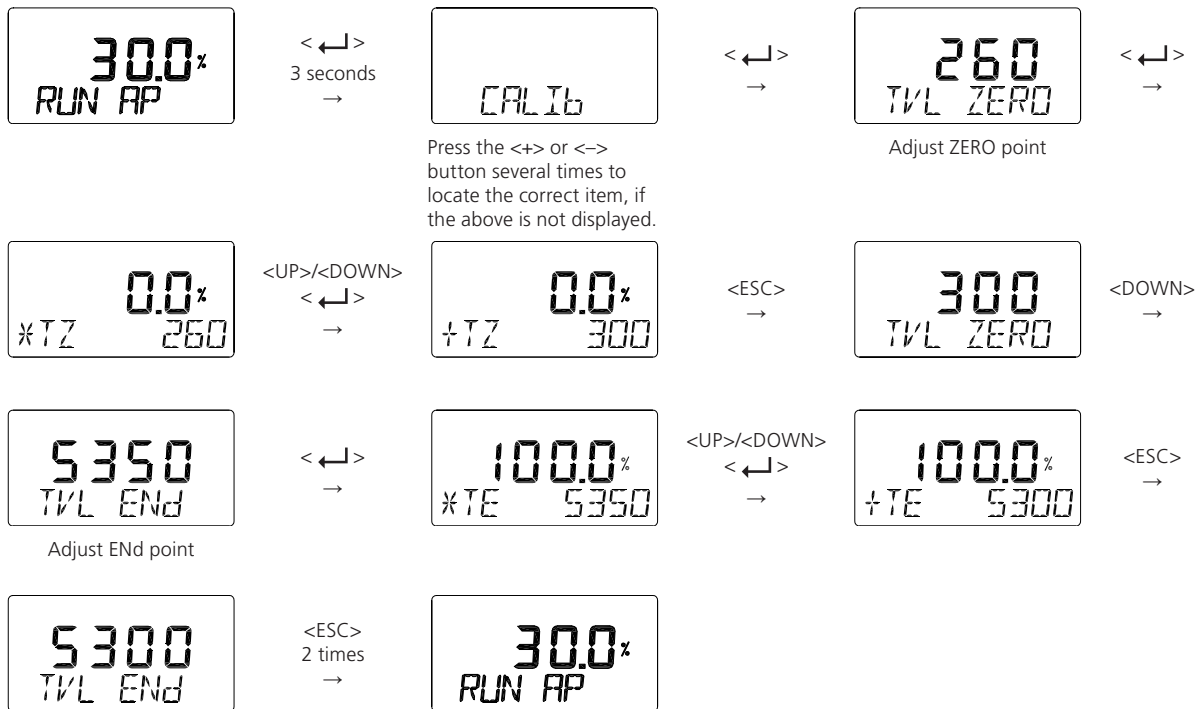 30.0%
RUN AP
< ↵ >
3 seconds
→
CALIb
Press the <+> or <–>
button several times to
locate the correct item, if
the above is not displayed.
< ↵ >
→
260
TVL ZERO
Adjust ZERO point
< ↵ >
→
0.0%
*TZ 260
<UP>/<DOWN>
< ↵ >
→
0.0%
+TZ 300
<ESC>
→
300
TVL ZERO
<DOWN>
→
5350
TVL ENd
Adjust ENd point
< ↵ >
→
100.0%
*TE 5350
<UP>/<DOWN>
< ↵ >
→
100.0%
+TE 5300
<ESC>
→
5300
TVL ENd
<ESC>
2 times
→
30.0%
RUN AP